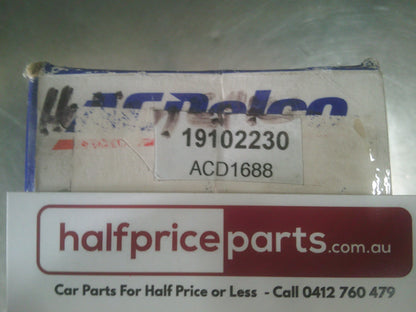 ACDelco
19102230
ACD1688
halfpriceparts.com.au
Car Parts For Half Price or Less - Call 0412 760 479